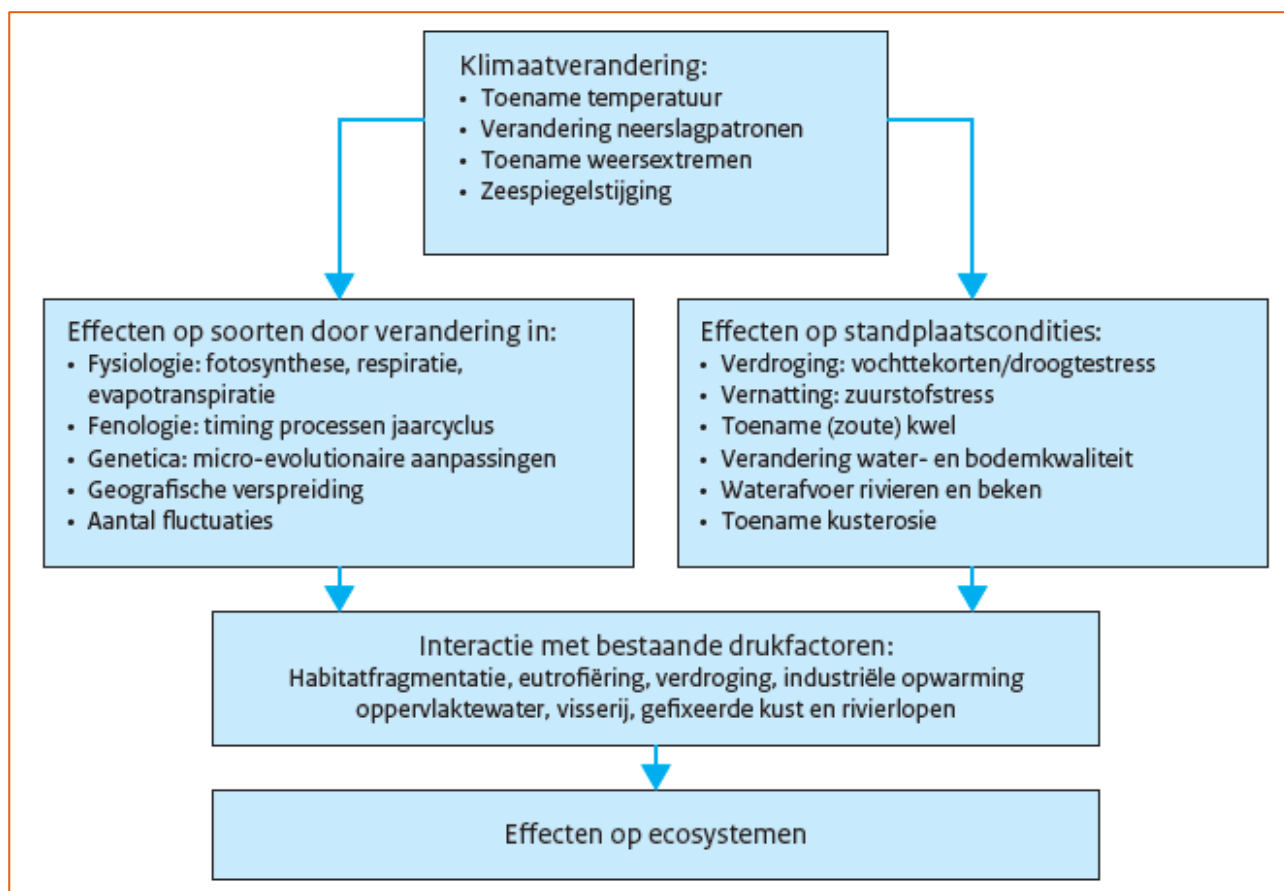 Klimaatverandering:
• Toename temperatuur
• Verandering neerslagpatronen
• Toename weersextremen
• Zeespiegelstijging
Effecten op soorten door verandering in:
• Fysiologie: fotosynthese, respiratie,
evapotranspiratie
• Fenologie: timing processen jaarcyclus
• Genetica: micro-evolutionaire aanpassingen
• Geografische verspreiding
• Aantal fluctuaties
Effecten op standplaatscondities:
• Verdroging: vochttekorten/droogtestress
• Vernatting: zuurstofstress
• Toename (zoute) kwel
• Verandering water- en bodemkwaliteit
• Waterafvoer rivieren en beken
• Toename kusterosie
Interactie met bestaande drukfactoren:
Habitatfragmentatie, eutrofiëring, verdroging, industriële opwarming
oppervlaktewater, visserij, gefixeerde kust en rivierlopen
Effecten op ecosystemen